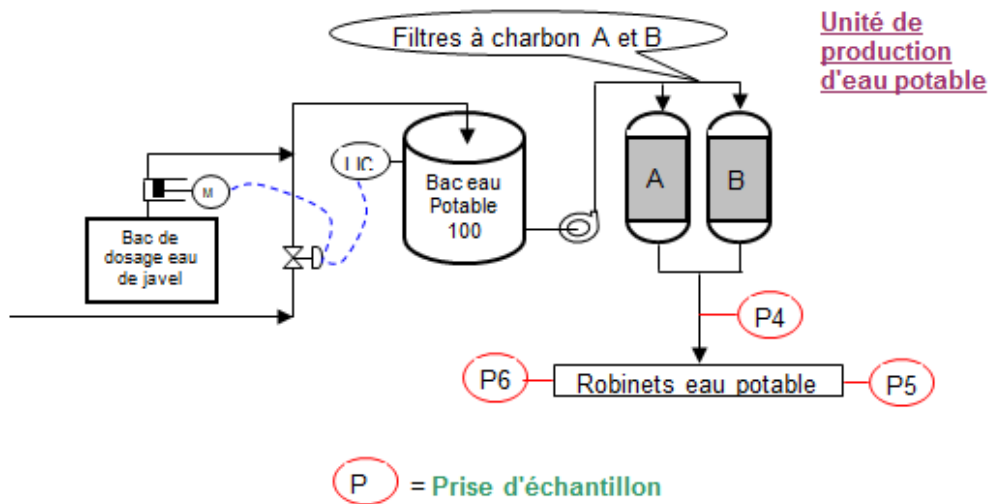 Filtres à charbon A et B
Unité de
production
d'eau potable
LIC
M
Bac eau
Potable
100
A
B
Bac de
dosage eau
de javel
P4
P6
Robinets eau potable
P5
P
= Prise d'échantillon